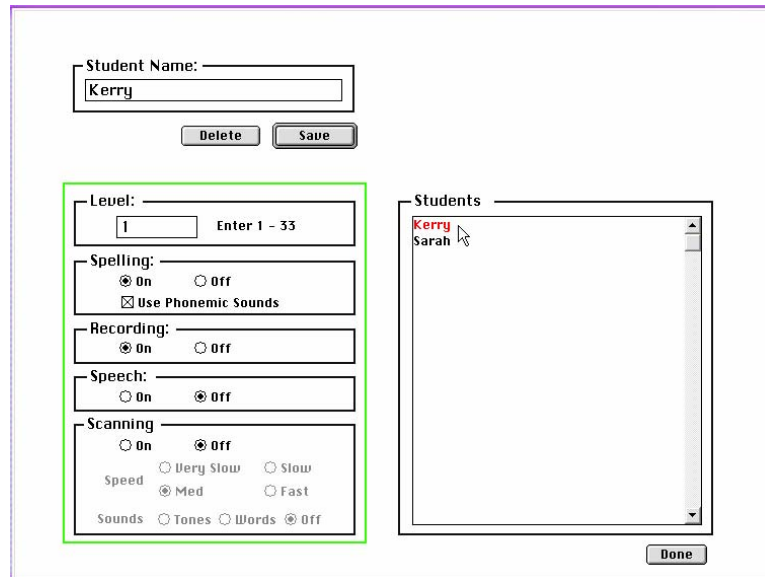 Student Name:
Kerry
Delete Save
Level:
1 Enter 1 - 33
Spelling:
On Off
Use Phonemic Sounds
Recording:
On Off
Speech:
On Off
Scanning
On Off
Speed Very Slow Slow
Med Fast
Sounds Tones Words Off
Students
Kerry
Sarah
Done